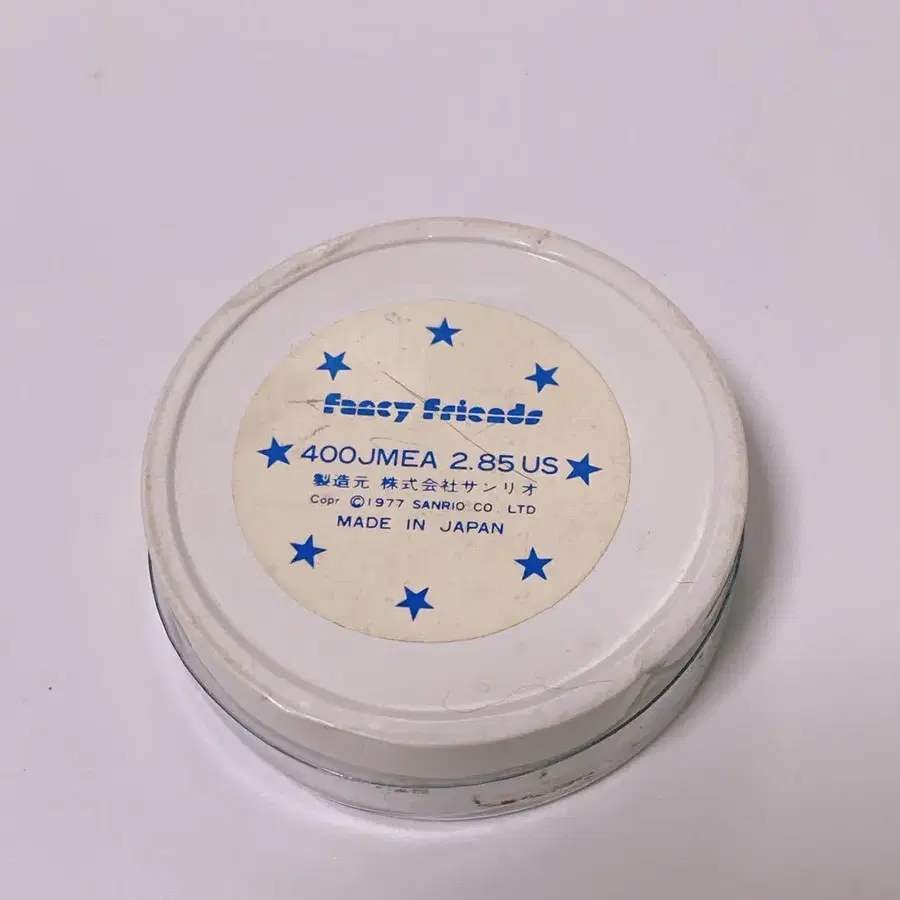 Fancy Friends
400JMEA 2.85 US
製造元 株式会社サンリオ
Copr ©1977 SANRIO CO. LTD
MADE IN JAPAN